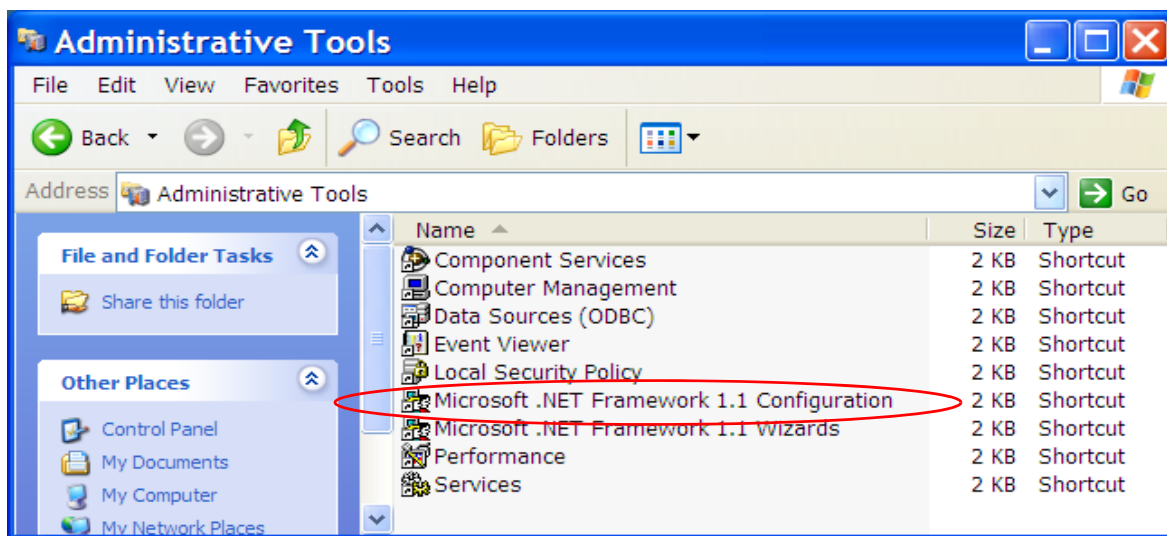 Administrative Tools
File Edit View Favorites Tools Help
Back Search Folders
Address Administrative Tools Go
File and Folder Tasks
Share this folder
Other Places
Control Panel
My Documents
My Computer
My Network Places
Name Size Type
Component Services 2 KB Shortcut
Computer Management 2 KB Shortcut
Data Sources (ODBC) 2 KB Shortcut
Event Viewer 2 KB Shortcut
Local Security Policy 2 KB Shortcut
Microsoft .NET Framework 1.1 Configuration 2 KB Shortcut
Microsoft .NET Framework 1.1 Wizards 2 KB Shortcut
Performance 2 KB Shortcut
Services 2 KB Shortcut